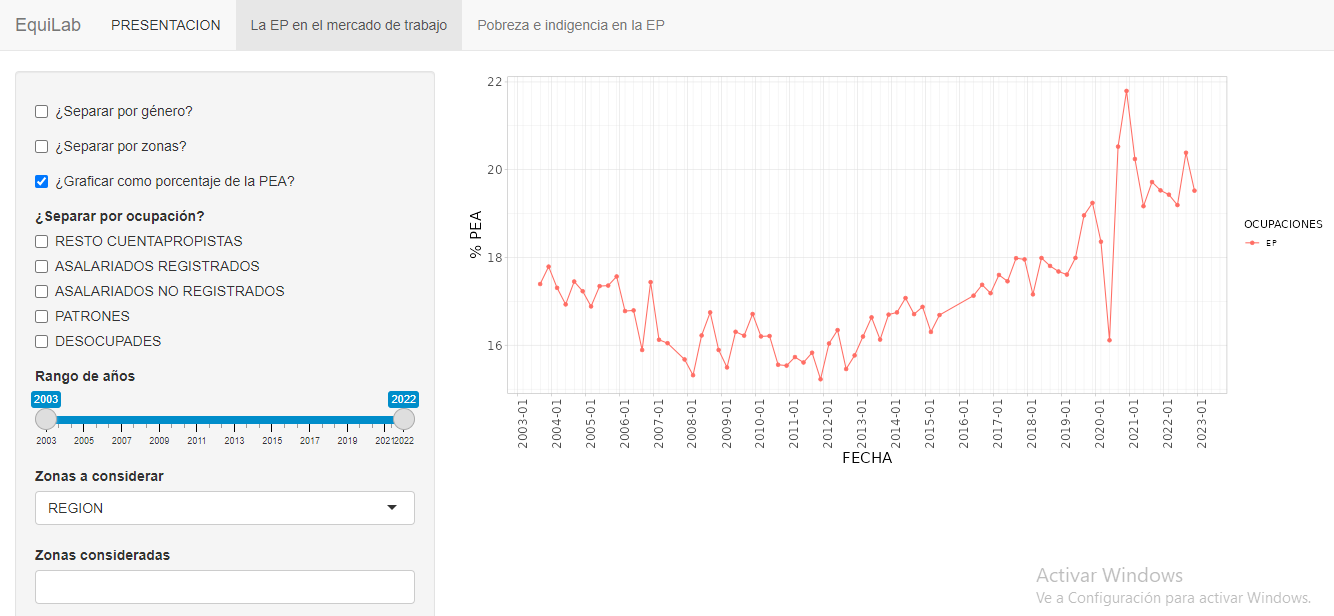 EquiLab PRESENTACION La EP en el mercado de trabajo Pobreza e indigencia en la EP
¿Separar por género?
¿Separar por zonas?
¿Graficar como porcentaje de la PEA?
¿Separar por ocupación?
RESTO CUENTAPROPISTAS
ASALARIADOS REGISTRADOS
ASALARIADOS NO REGISTRADOS
PATRONES
DESOCUPADES
Rango de años
2003 2022
2003 2005 2007 2009 2011 2013 2015 2017 2019 2021 2022
Zonas a considerar
REGION
Zonas consideradas
% PEA
22
20
18
16
2003-01 2004-01 2005-01 2006-01 2007-01 2008-01 2009-01 2010-01 2011-01 2012-01 2013-01 2014-01 2015-01 2016-01 2017-01 2018-01 2019-01 2020-01 2021-01 2022-01 2023-01
FECHA
OCUPACIONES
EP
Activar Windows
Ve a Configuración para activar Windows.